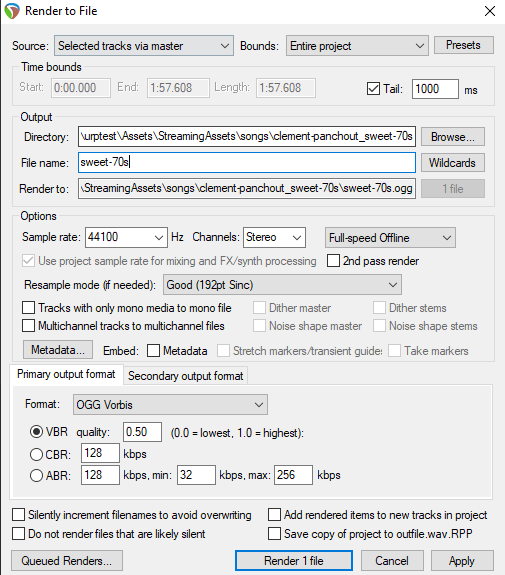 Render to File
Source: Selected tracks via master Bounds: Entire project Presets
Time bounds
Start: 0:00.000 End: 1:57.608 Length: 1:57.608 Tail: 1000 ms
Output
Directory: \urptest\Assets\StreamingAssets\songs\clement-panchout_sweet-70s Browse...
File name: sweet-70s Wildcards
Render to: \StreamingAssets\songs\clement-panchout_sweet-70s\sweet-70s.ogg 1 file
Options
Sample rate: 44100 Hz Channels: Stereo Full-speed Offline
Use project sample rate for mixing and FX/synth processing 2nd pass render
Resample mode (if needed): Good (192pt Sinc)
Tracks with only mono media to mono file Dither master Dither stems
Multichannel tracks to multichannel files Noise shape master Noise shape stems
Metadata... Embed: Metadata Stretch markers/transient guides Take markers
Primary output format Secondary output format
Format: OGG Vorbis
VBR quality: 0.50 (0.0 = lowest, 1.0 = highest):
CBR: 128 kbps
ABR: 128 kbps, min: 32 kbps, max: 256 kbps
Silently increment filenames to avoid overwriting Add rendered items to new tracks in project
Do not render files that are likely silent Save copy of project to outfile.wav.RPP
Queued Renders... Render 1 file Cancel Apply